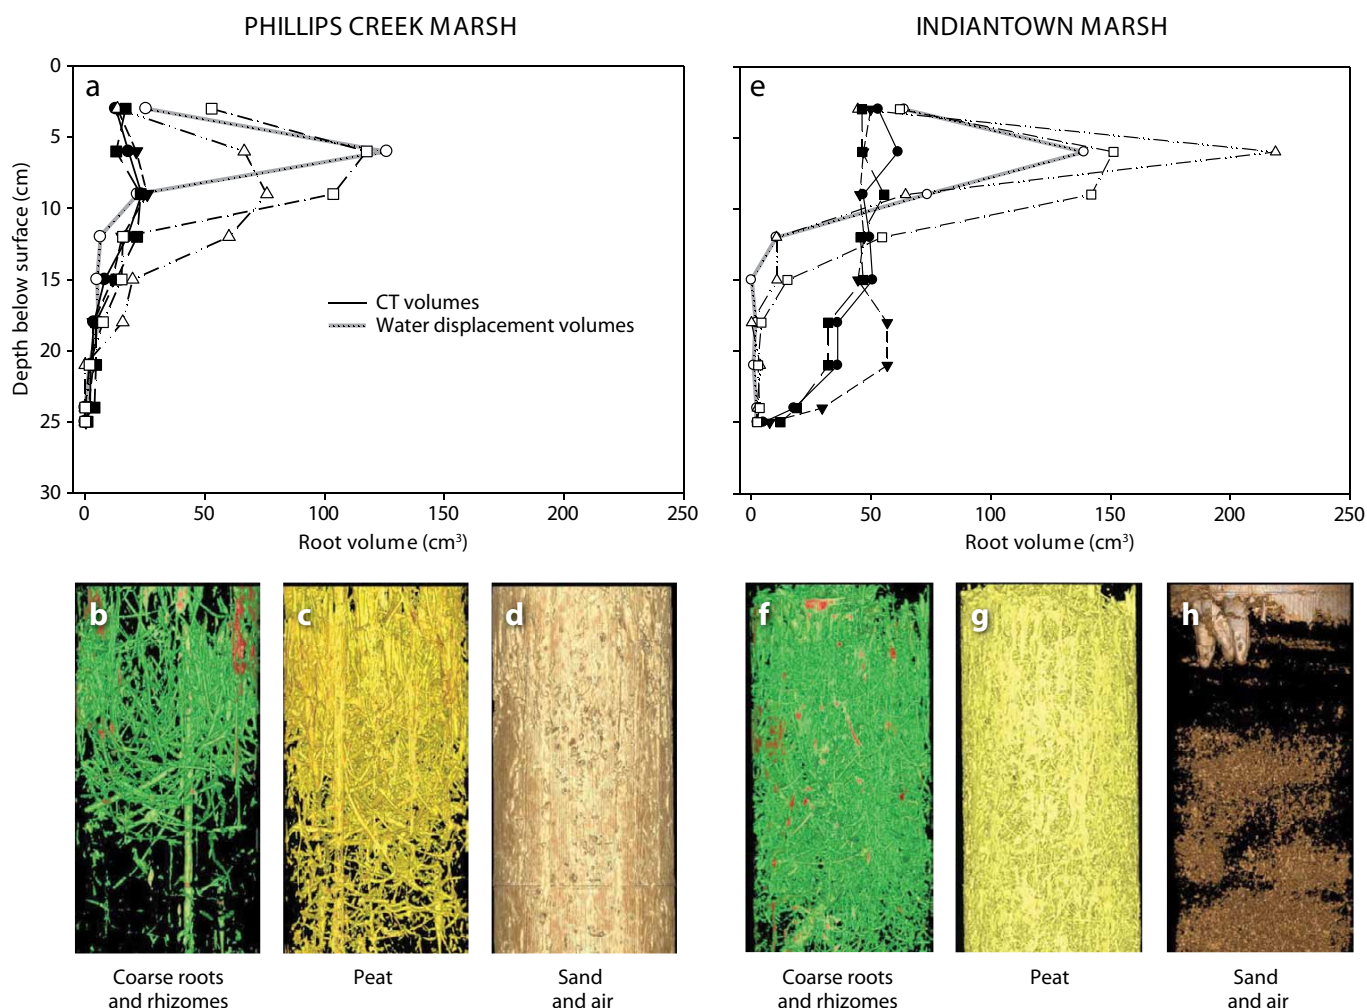 PHILLIPS CREEK MARSH
INDIANTOWN MARSH
a
0
5
10
15
20
25
30
Depth below surface (cm)
CT volumes
Water displacement volumes
0 50 100 150 200 250
Root volume (cm³)
e
0 50 100 150 200 250
Root volume (cm³)
b c d f g h
Coarse roots
and rhizomes
Peat
Sand
and air
Coarse roots
and rhizomes
Peat
Sand
and air